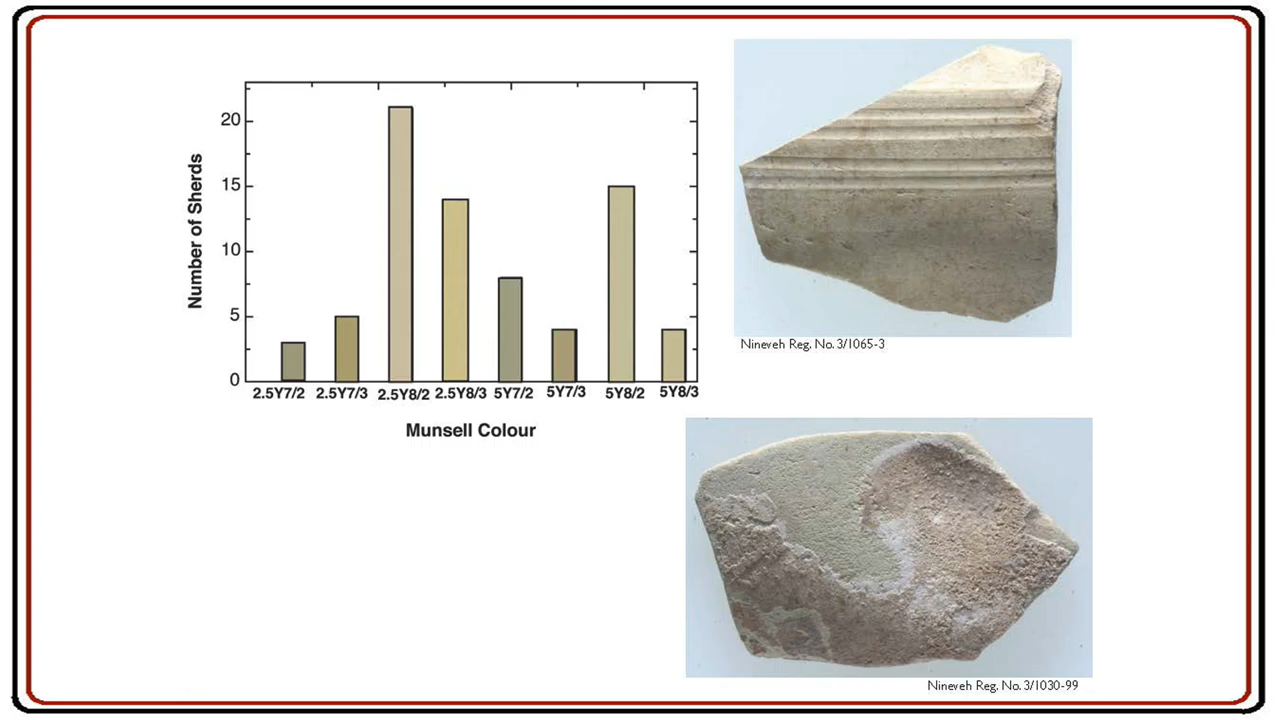 20
15
10
5
0
Number of Sherds
2.5Y7/2 2.5Y7/3 2.5Y8/2 2.5Y8/3 5Y7/2 5Y7/3 5Y8/2 5Y8/3
Munsell Colour
Nineveh Reg. No. 3/1065-3
Nineveh Reg. No. 3/1030-99